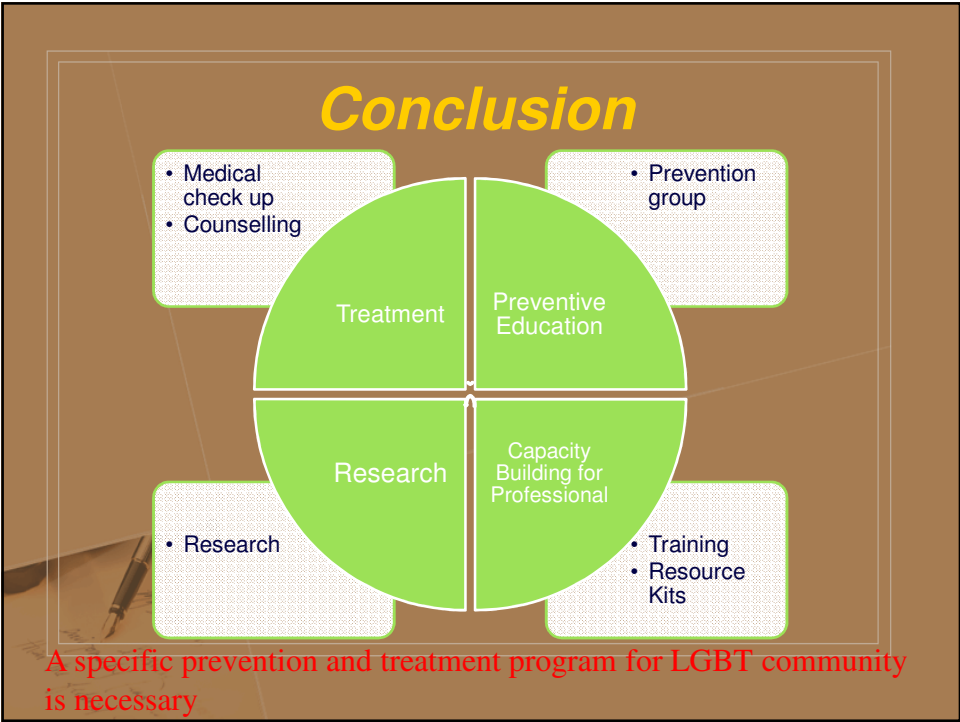 Conclusion
• Medical
check up
• Counselling
• Prevention
group
Treatment
Preventive
Education
Research
Capacity
Building for
Professional
• Research
• Training
• Resource
Kits
A specific prevention and treatment program for LGBT community
is necessary